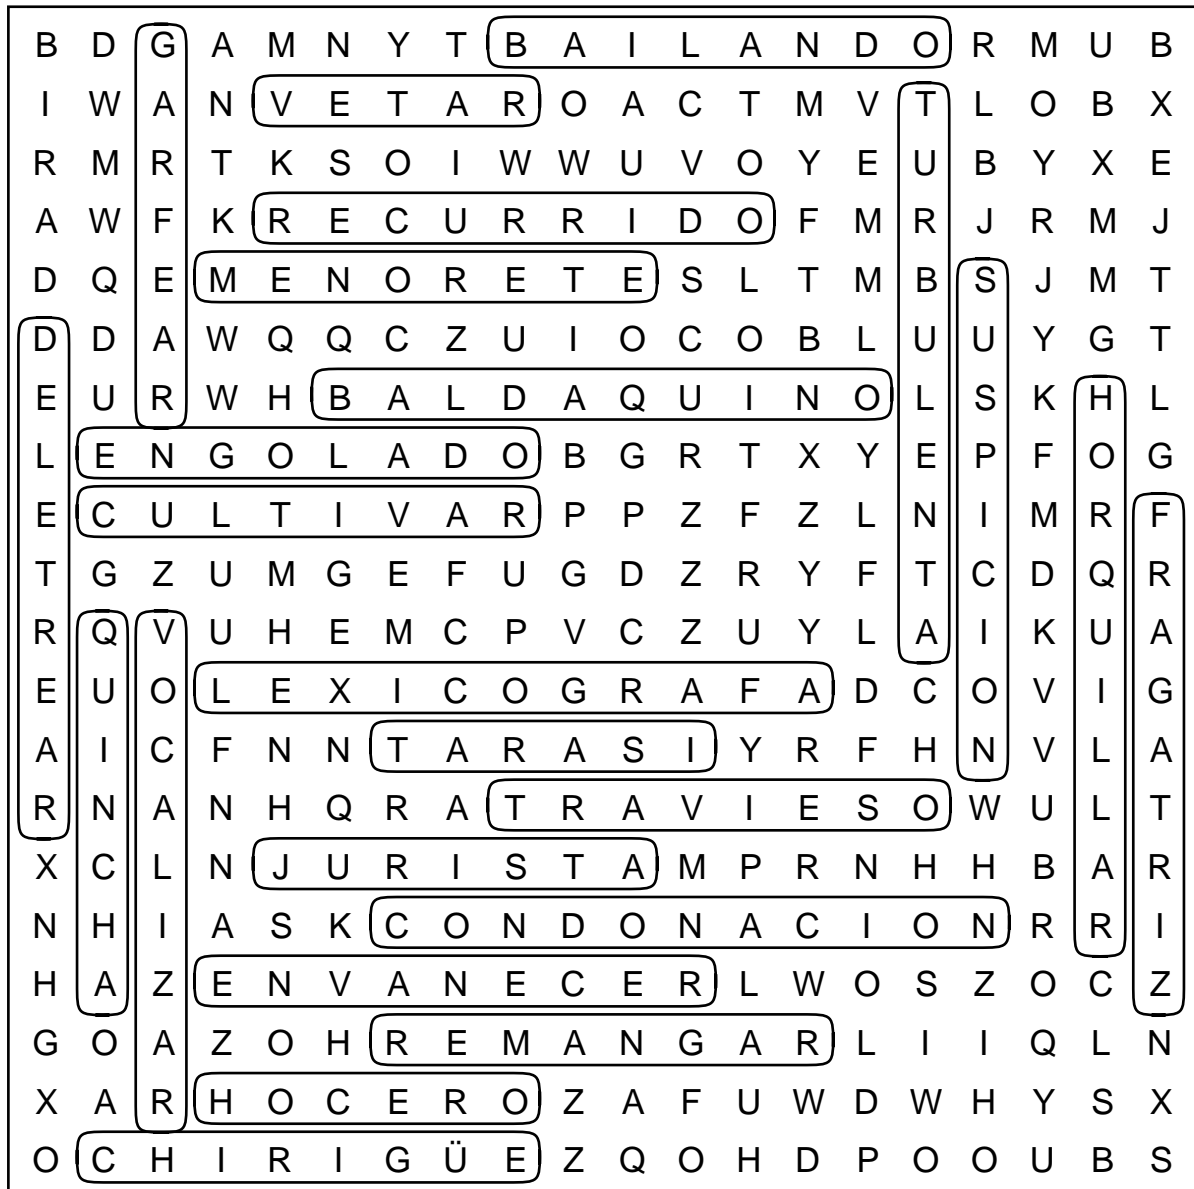 B D G A M N Y T B A I L A N D O R M U B
I W A N V E T A R O A C T M V T L O B X
R M R T K S O I W W U V O Y E U B Y X E
A W F K R E C U R R I D O F M R J R M J
D Q E M E N O R E T E S L T M B S J M T
D D A W Q Q C Z U I O C O B L U U Y G T
E U R W H B A L D A Q U I N O L S K H L
L E N G O L A D O B G R T X Y E P F O G
E C U L T I V A R P P Z F Z L N I M R F
T G Z U M G E F U G D Z R Y F T C D Q R
R Q V U H E M C P V C Z U Y L A I K U A
E U O L E X I C O G R A F A D C O V I G
A I C F N N T A R A S I Y R F H N V L A
R N A N H Q R A T R A V I E S O W U L T
X C L N J U R I S T A M P R N H H B A R
N H I A S K C O N D O N A C I O N R R I
H A Z E N V A N E C E R L W O S Z O C Z
G O A Z O H R E M A N G A R L I I Q L N
X A R H O C E R O Z A F U W D W H Y S X
O C H I R I G Ü E Z Q O H D P O O U B S